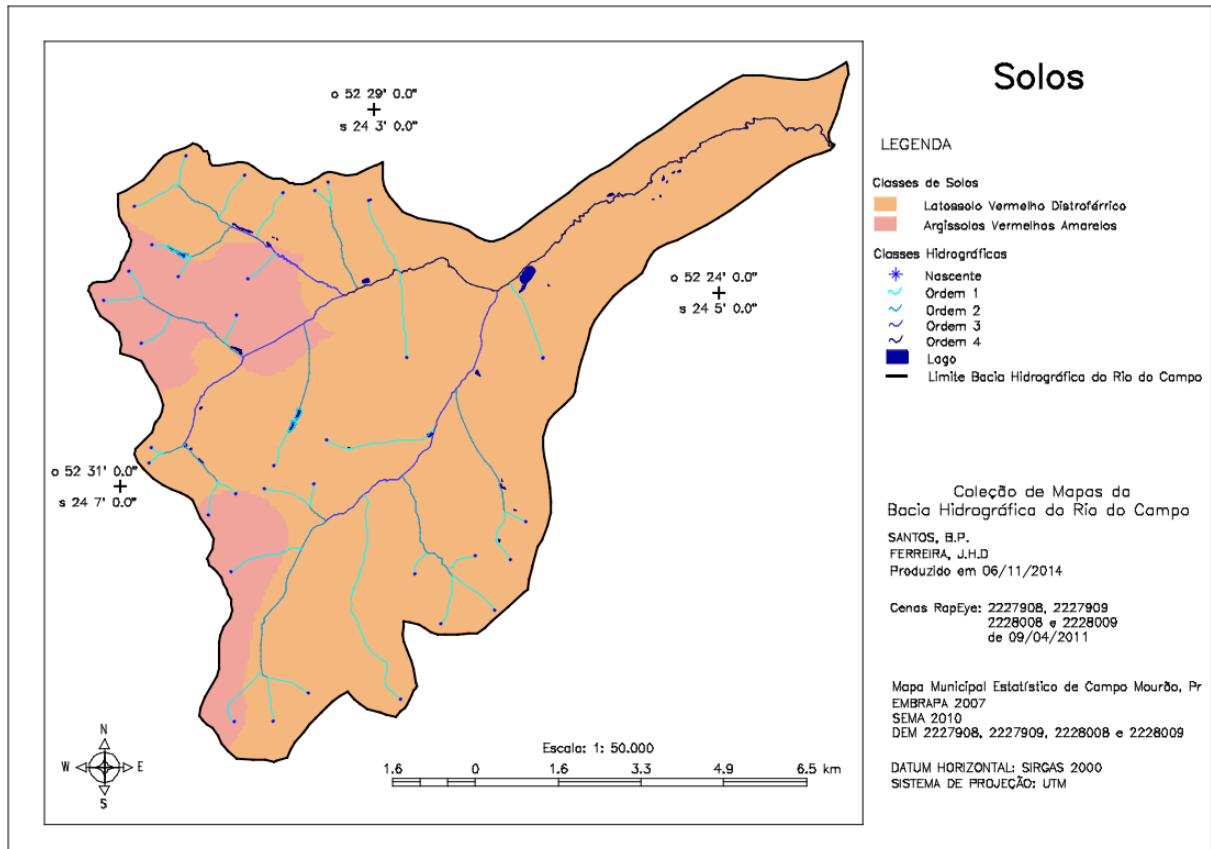 Solos
LEGENDA
Classes de Solos
Latossolo Vermelho Distroférrico
Argissolos Vermelhos Amarelos
Classes Hidrográficas
Nascente
Ordem 1
Ordem 2
Ordem 3
Ordem 4
Lago
Limite Bacia Hidrográfica do Rio do Campo
o 52 29' 0.0"
s 24 3' 0.0"
o 52 24' 0.0"
s 24 5' 0.0"
o 52 31' 0.0"
s 24 7' 0.0"
N
W E
S
Escala: 1: 50.000
1.6 0 1.6 3.3 4.9 6.5 km
Coleção de Mapas da
Bacia Hidrográfica do Rio do Campo
SANTOS, B.P.
FERREIRA, J.H.D
Produzido em 06/11/2014
Cenas RapEye: 2227908, 2227909
2228008 e 2228009
de 09/04/2011
Mapa Municipal Estatístico de Campo Mourão, Pr
EMBRAPA 2007
SEMA 2010
DEM 2227908, 2227909, 2228008 e 2228009
DATUM HORIZONTAL: SIRGAS 2000
SISTEMA DE PROJEÇÃO: UTM